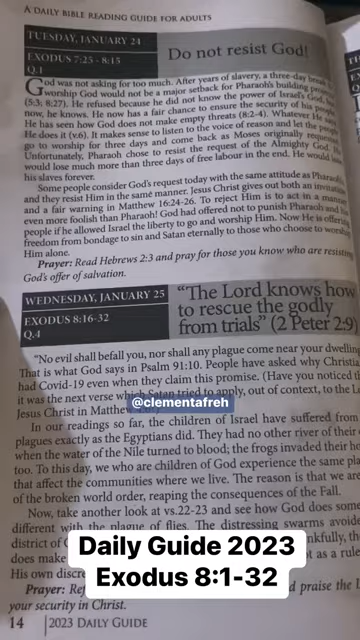 A DAILY BIBLE READING GUIDE FOR ADULTS
TUESDAY, JANUARY 24
EXODUS 7:25 - 8:15
Q.1
Do not resist God!
God was not asking for too much. After years of slavery, a three-day break
worship God would not be a major setback for Pharaoh's building
(5:3; 8:27). He refused because he did not know the power of Israel's God,
now, he knows. He now has a fair chance to ensure the security of his
He has seen how God does not make empty threats (8:2-4). Whatever He
He does it (v.6). It makes sense to listen to the voice of reason and let the
go to worship for three days and come back as Moses originally
Unfortunately, Pharaoh chose to resist the request of the Almighty God.
would lose much more than three days of free labour in the end. He would lose
his slaves forever.
Some people consider God's request today with the same attitude as Pharaoh
and they resist Him in the same manner. Jesus Christ gives out both an
and a fair warning in Matthew 16:24-26. To reject Him is to act in a manner
even more foolish than Pharaoh! God had offered not to punish Pharaoh and
people if he allowed Israel the liberty to go and worship Him. Now He is
freedom from bondage to sin and Satan eternally to those who choose to
Him alone.
Prayer: Read Hebrews 2:3 and pray for those you know who are resisting
God's offer of salvation.
WEDNESDAY, JANUARY 25
EXODUS 8:16-32
Q.4
"The Lord knows how
to rescue the godly
from trials" (2 Peter 2:9)
"No evil shall befall you, nor shall any plague come near your dwelling
That is what God says in Psalm 91:10. People have asked why
had Covid-19 even when they claim this promise. (Have you noticed
it was the next verse which Satan tried to apply, out of context, to the
Jesus Christ in Matthew
@clementafreh
In our readings so far, the children of Israel have suffered from
plagues exactly as the Egyptians did. They had no other river of their
when the water of the Nile turned to blood; the frogs invaded their
too. To this day, we who are children of God experience the same
that affect the communities where we live. The reason is that we are
of the broken world order, reaping the consequences of the Fall.
Now, take another look at vs.22-23 and see how God does some
different with the plague of flies. The distressing swarms
district of
does make
His own
Prayer:
your security in Christ.
Daily Guide 2023
Exodus 8:1-32
14 2023 DAILY GUIDE